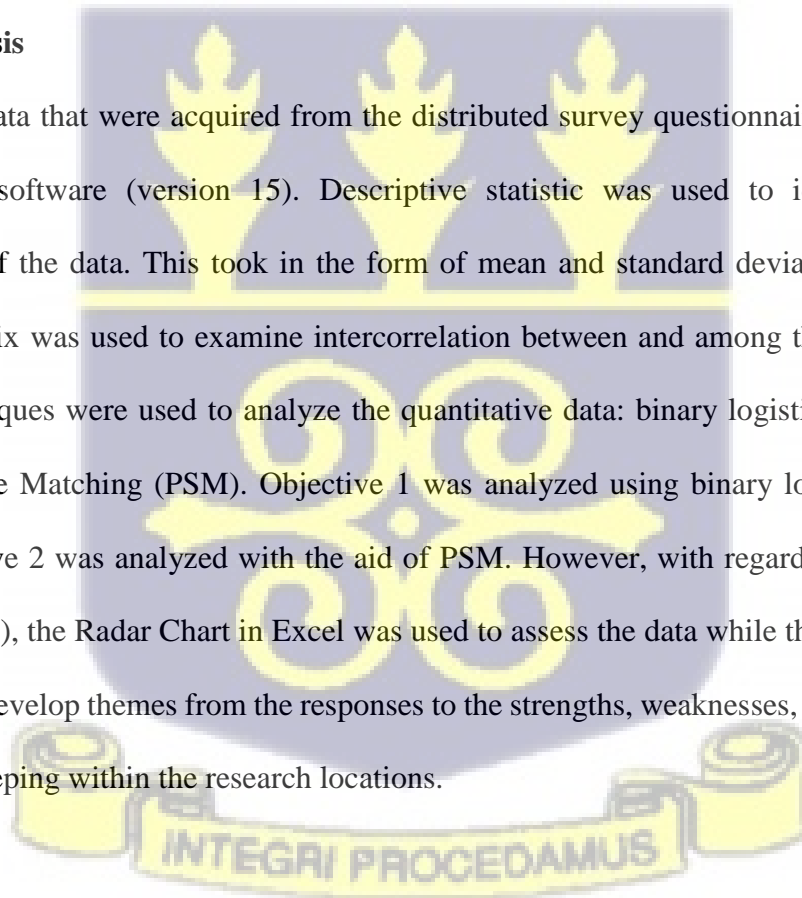 sis
ata that were acquired from the distributed survey questionnai
software (version 15). Descriptive statistic was used to i
f the data. This took in the form of mean and standard devia
ix was used to examine intercorrelation between and among th
ques were used to analyze the quantitative data: binary logisti
e Matching (PSM). Objective 1 was analyzed using binary lo
ve 2 was analyzed with the aid of PSM. However, with regard
), the Radar Chart in Excel was used to assess the data while th
evelop themes from the responses to the strengths, weaknesses,
eping within the research locations.
INTEGRI PROCEDAMUS